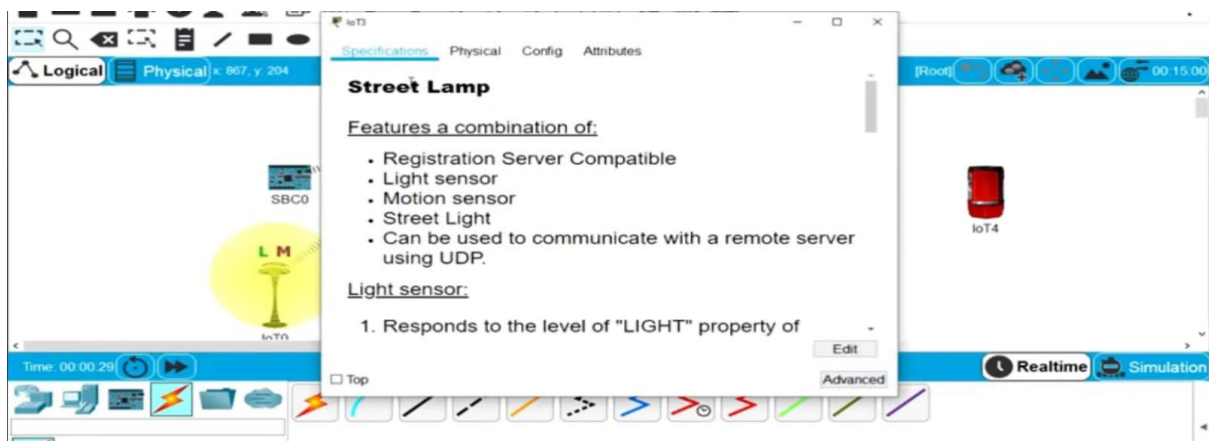 IoT3
Specifications Physical Config Attributes
Logical Physical x: 867, y: 204
[Root] 00:15:00
Street Lamp
Features a combination of:
• Registration Server Compatible
• Light sensor
• Motion sensor
• Street Light
• Can be used to communicate with a remote server
using UDP.
Light sensor:
1. Responds to the level of "LIGHT" property of
SBC0
L M
IoT0
IoT4
Edit
Time: 00:00:29
Realtime Simulation
Top
Advanced